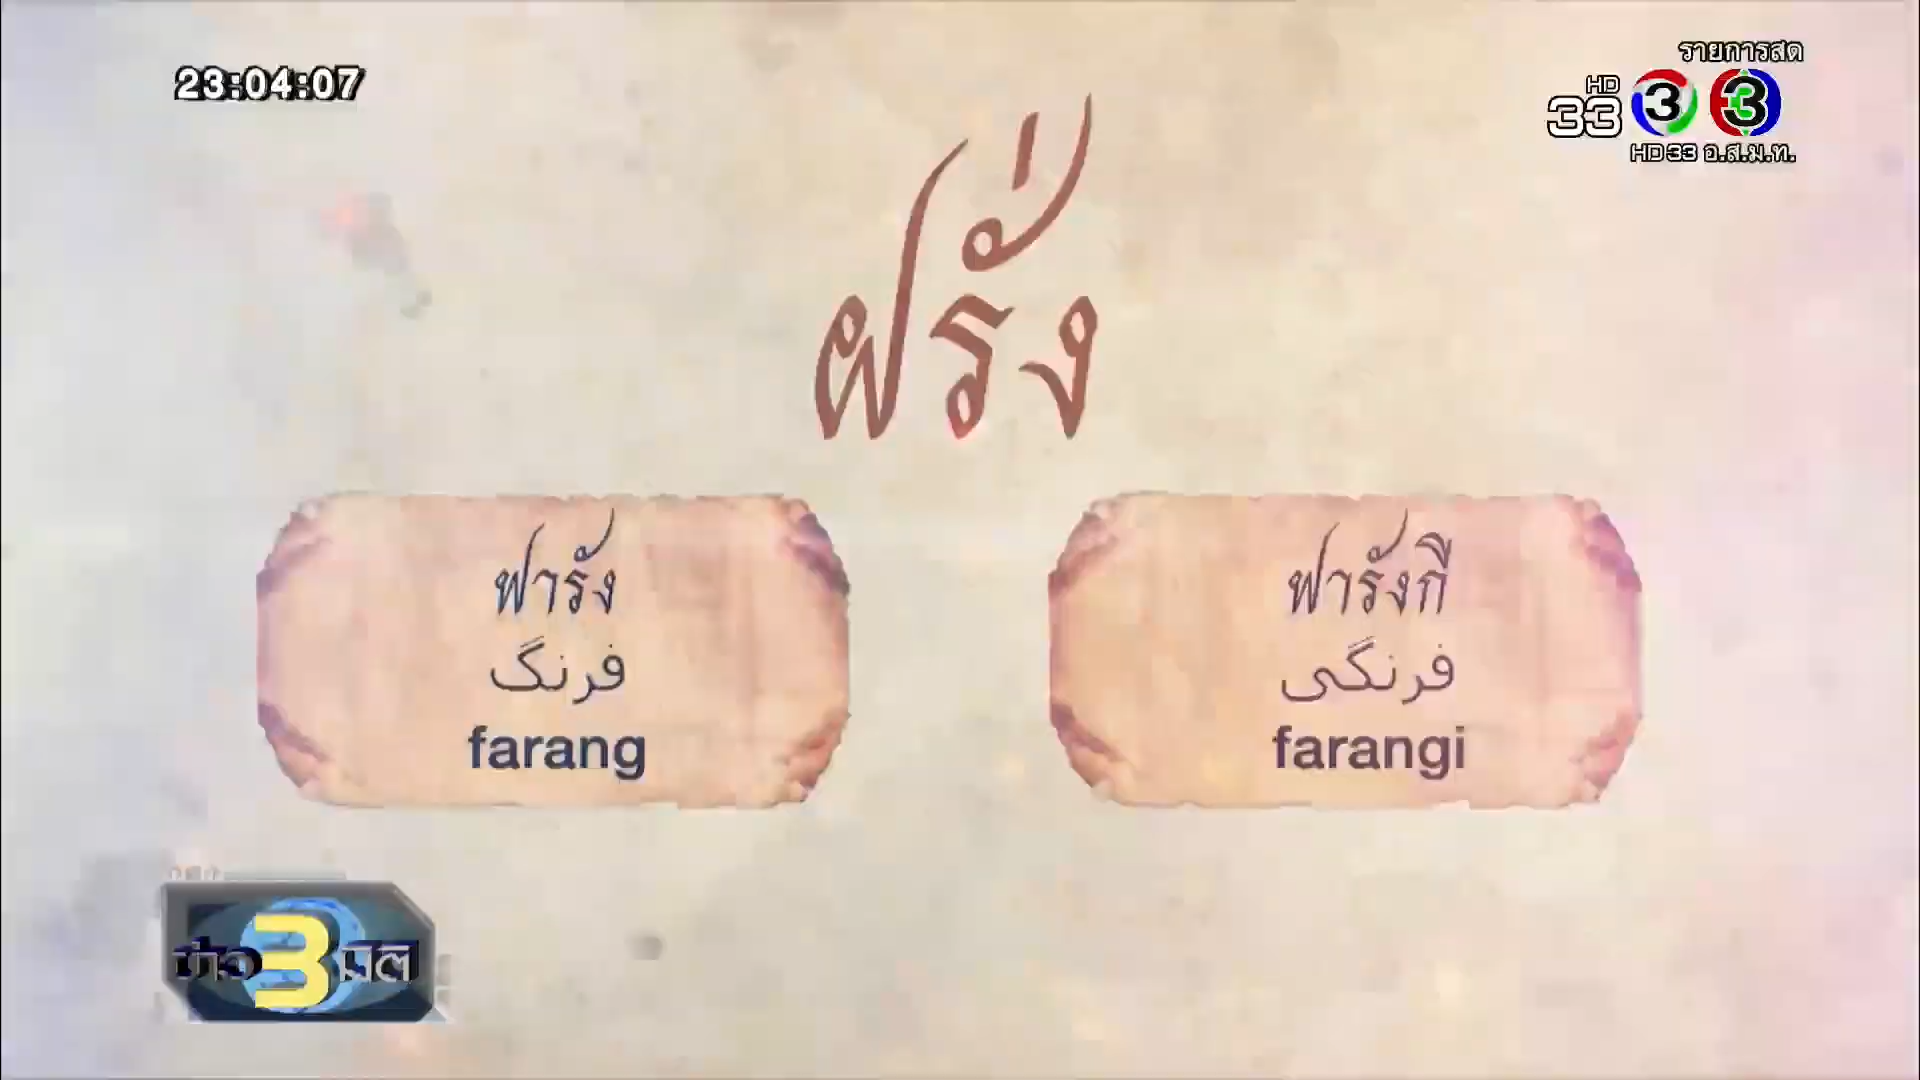 23:04:07
รายการสด
HD
33 3 3
HD 33 อ.ส.ม.ท.
ฝรั่ง
ฟารัง
فرنگ
farang
ฟารังกี
فرنگی
farangi
ข่าว 3 มิติ